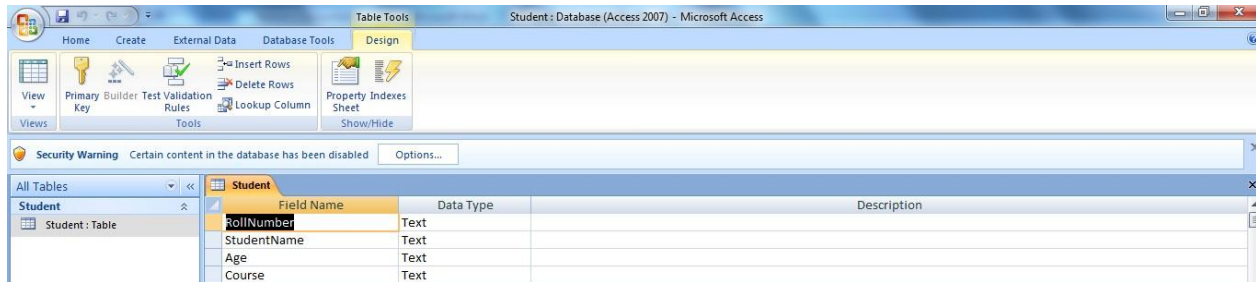 Table Tools
Student : Database (Access 2007) - Microsoft Access
Home Create External Data Database Tools Design
View
Primary Key
Builder
Test Validation Rules
Insert Rows
Delete Rows
Lookup Column
Property Sheet
Indexes
Views Tools Show/Hide
Security Warning Certain content in the database has been disabled Options...
All Tables
Student
Student : Table
Student
Field Name Data Type Description
RollNumber Text
StudentName Text
Age Text
Course Text